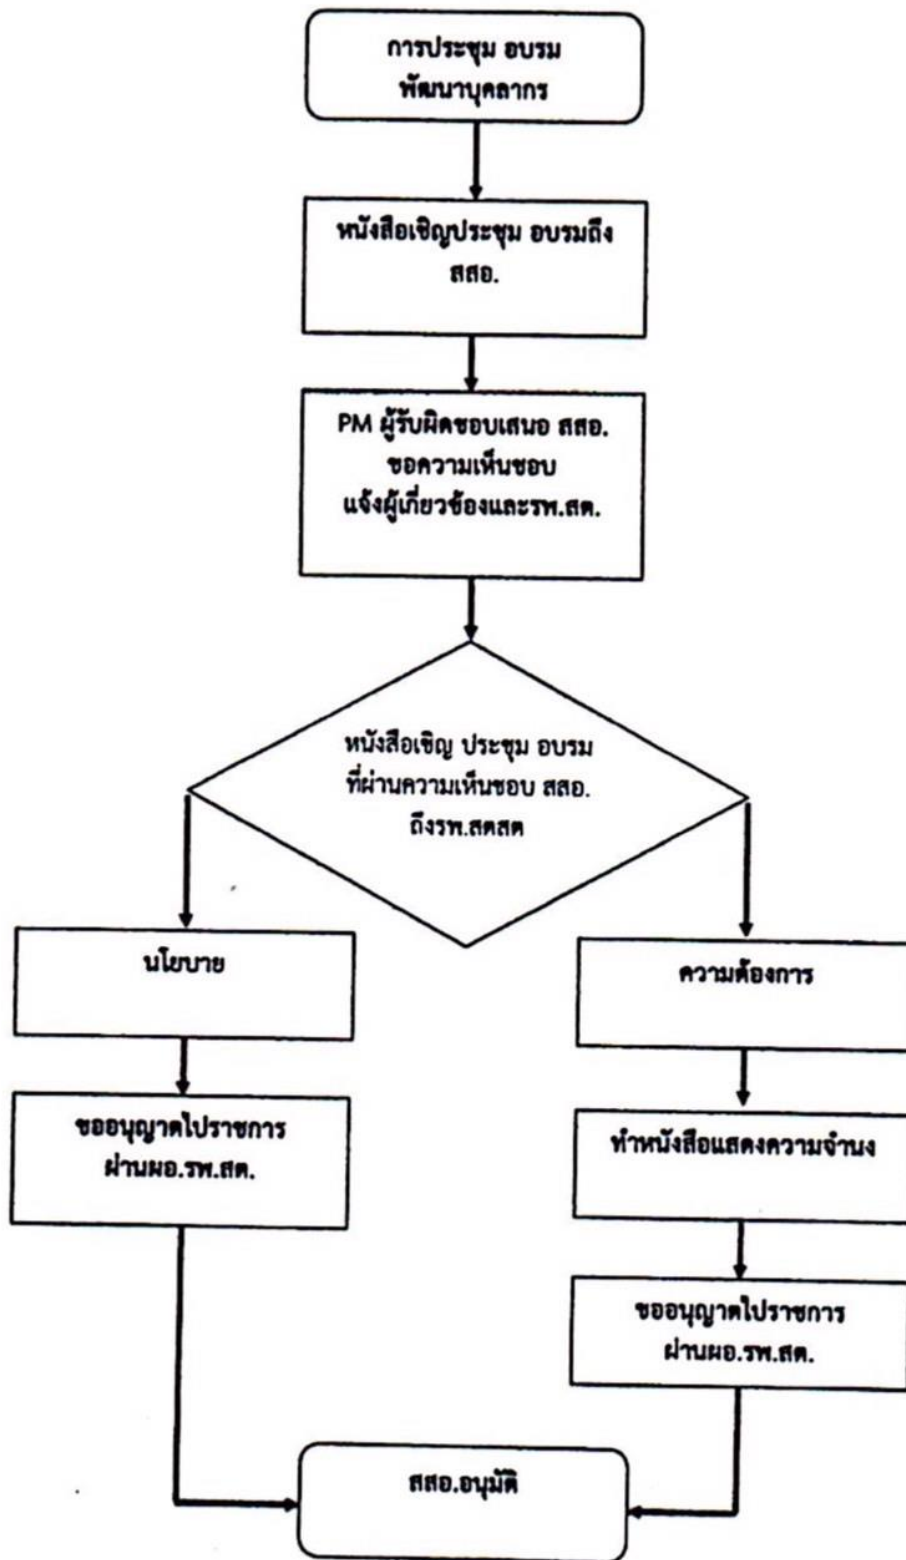 การประชุม อบรม
พัฒนาบุคลากร
หนังสือเชิญประชุม อบรมถึง
สสอ.
PM ผู้รับผิดชอบเสนอ สสอ.
ขอความเห็นชอบ
แจ้งผู้เกี่ยวข้องและรพ.สต.
หนังสือเชิญ ประชุม อบรม
ที่ผ่านความเห็นชอบ สสอ.
ถึงรพ.สตสต
นโยบาย
ความต้องการ
ขออนุญาตไปราชการ
ผ่านผอ.รพ.สต.
ทำหนังสือแสดงความจำนง
ขออนุญาตไปราชการ
ผ่านผอ.รพ.สต.
สสอ.อนุมัติ